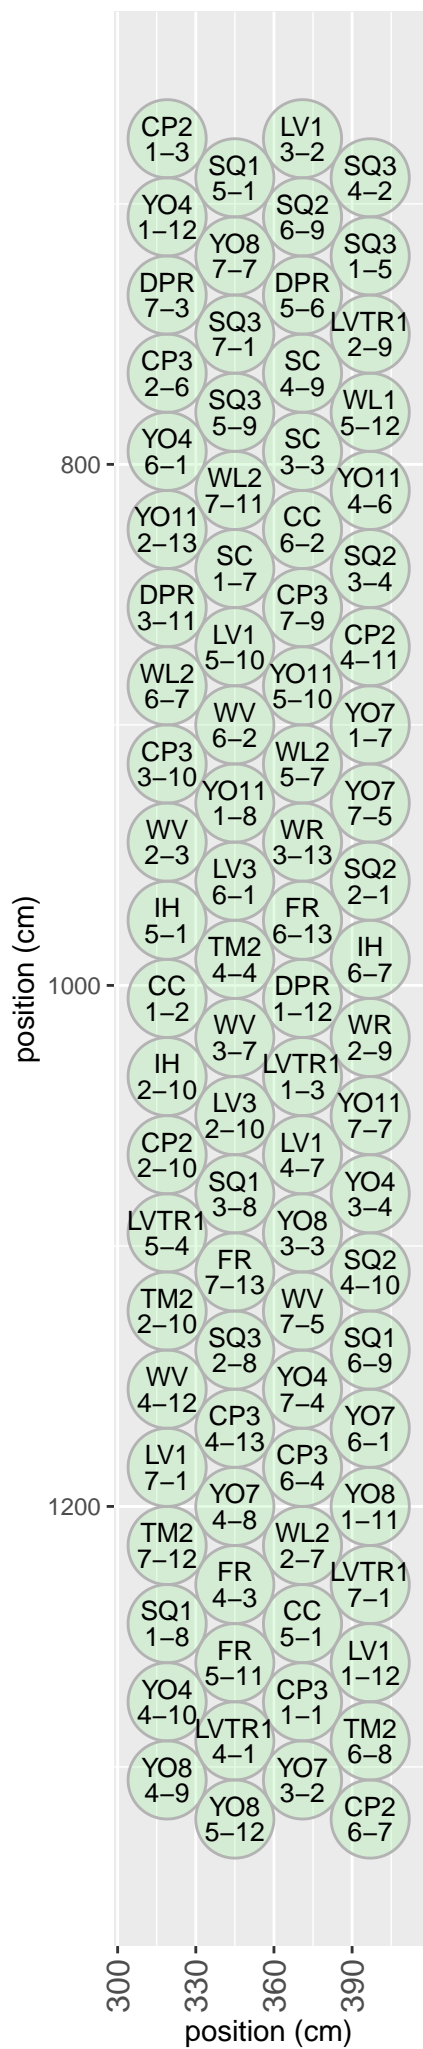 CP2
1–3
LV1
3–2
SQ1
5–1
SQ3
4–2
YO4
1–12
SQ2
6–9
YO8
7–7
SQ3
1–5
DPR
7–3
DPR
5–6
SQ3
7–1
LVTR1
2–9
CP3
2–6
SC
4–9
SQ3
5–9
WL1
5–12
YO4
6–1
SC
3–3
800
WL2
7–11
YO11
4–6
YO11
2–13
CC
6–2
SC
1–7
SQ2
3–4
DPR
3–11
CP3
7–9
LV1
5–10
CP2
4–11
WL2
6–7
YO11
5–10
WV
6–2
YO7
1–7
CP3
3–10
WL2
5–7
YO11
1–8
YO7
7–5
WV
2–3
WR
3–13
LV3
6–1
SQ2
2–1
IH
5–1
FR
6–13
TM2
4–4
IH
6–7
position (cm)
1000
CC
1–2
DPR
1–12
WV
3–7
WR
2–9
IH
2–10
LVTR1
1–3
LV3
2–10
YO11
7–7
CP2
2–10
LV1
4–7
SQ1
3–8
YO4
3–4
LVTR1
5–4
YO8
3–3
FR
7–13
SQ2
4–10
TM2
2–10
WV
7–5
SQ3
2–8
SQ1
6–9
WV
4–12
YO4
7–4
CP3
4–13
YO7
6–1
LV1
7–1
CP3
6–4
1200
YO7
4–8
YO8
1–11
TM2
7–12
WL2
2–7
FR
4–3
LVTR1
7–1
SQ1
1–8
CC
5–1
FR
5–11
LV1
1–12
YO4
4–10
CP3
1–1
LVTR1
4–1
TM2
6–8
YO8
4–9
YO7
3–2
YO8
5–12
CP2
6–7
300
330
360
390
position (cm)